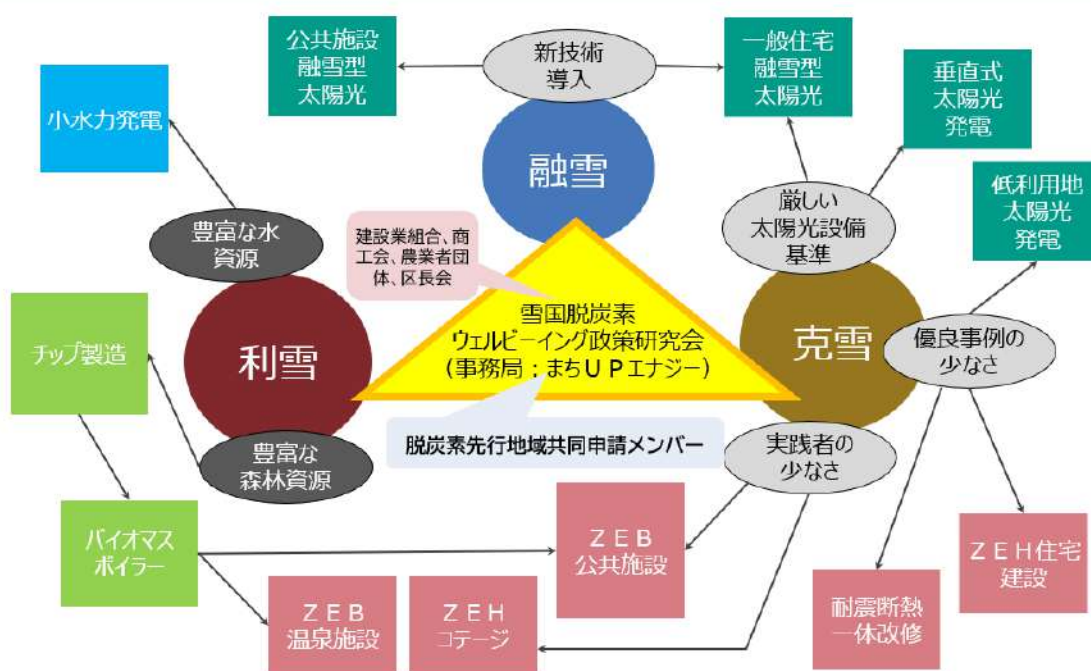 公共施設
融雪型
太陽光
新技術
導入
一般住宅
融雪型
太陽光
垂直式
太陽光
発電
小水力発電
融雪
低利用地
太陽光
発電
厳しい
太陽光設備
基準
豊富な水
資源
建設業組合、商
工会、農業者団
体、区長会
雪国脱炭素
ウェルビーイング政策研究会
(事務局：まちＵＰエナジー)
利雪
克雪
優良事例の
少なさ
チップ製造
脱炭素先行地域共同申請メンバー
豊富な
森林資源
実践者の
少なさ
バイオマス
ボイラー
ＺＥＢ
公共施設
ＺＥＨ住宅
建設
ＺＥＢ
温泉施設
ＺＥＨ
コテージ
耐震断熱
一体改修